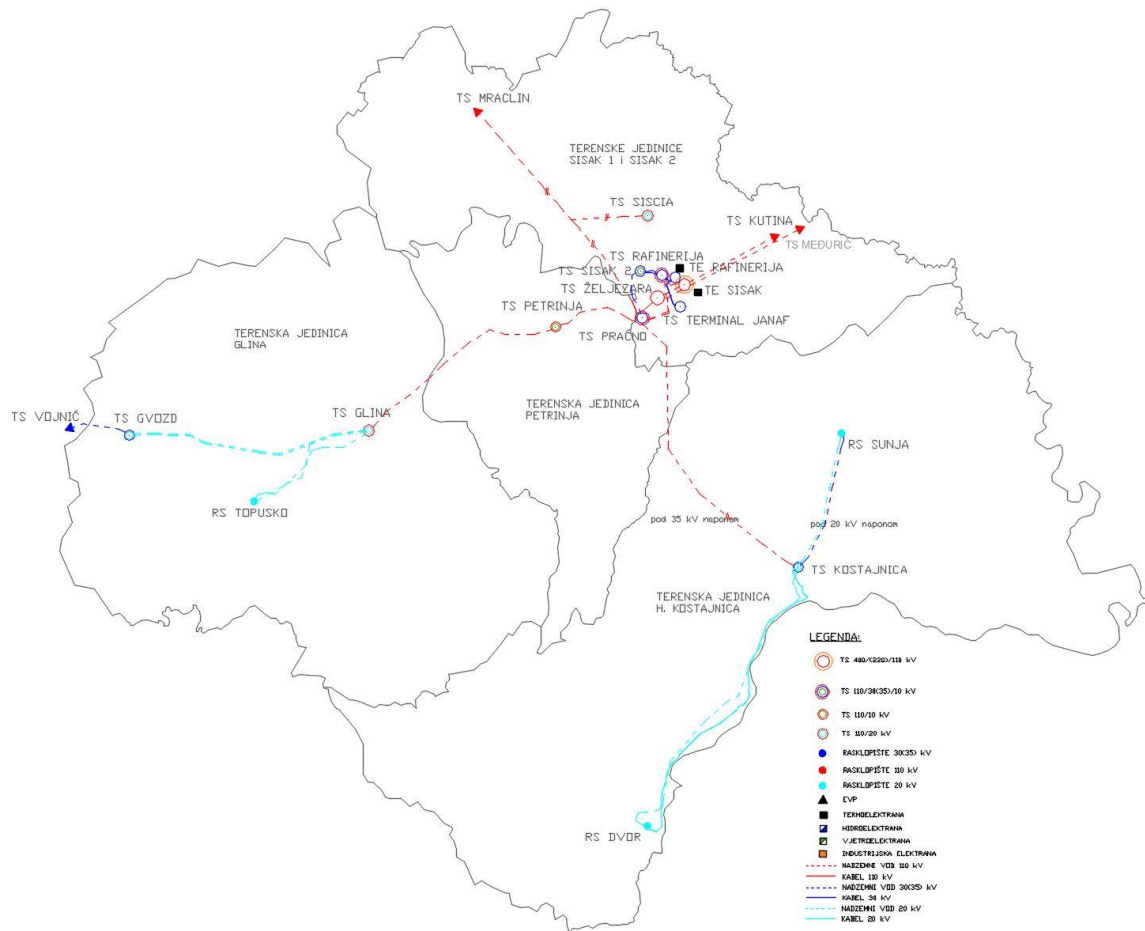 TS MRACLIN
TERENSKE JEDINICE
SISAK 1 i SISAK 2
TS SISCIA
TS KUTINA
TS MEĐURIĆ
TS RAFINERIJA
TE RAFINERIJA
TS SISAK 2
TS ŽELJEZARA
TE SISAK
TS PETRINJA
TS TERMINAL JANAF
TS PRAČNO
TERENSKA JEDINICA
GLINA
TERENSKA JEDINICA
PETRINJA
TS VOJNIĆ
TS GVOZD
TS GLINA
RS SUNJA
RS TOPUSKO
pod 35 kV naponom
pod 20 kV naponom
TS KOSTAJNICA
TERENSKA JEDINICA
H. KOSTAJNICA
RS DVOR
LEGENDA:
TS 400/(220)/110 kV
TS 110/30(35)/10 kV
TS 110/10 kV
TS 110/20 kV
RASKLOPIŠTE 30(35) kV
RASKLOPIŠTE 110 kV
RASKLOPIŠTE 20 kV
EVP
TERMOELEKTRANA
HIDROELEKTRANA
VJETROELEKTRANA
INDUSTRIJSKA ELEKTRANA
NADZEMNI VOD 110 kV
KABEL 110 kV
NADZEMNI VOD 30(35) kV
KABEL 30 kV
NADZEMNI VOD 20 kV
KABEL 20 kV